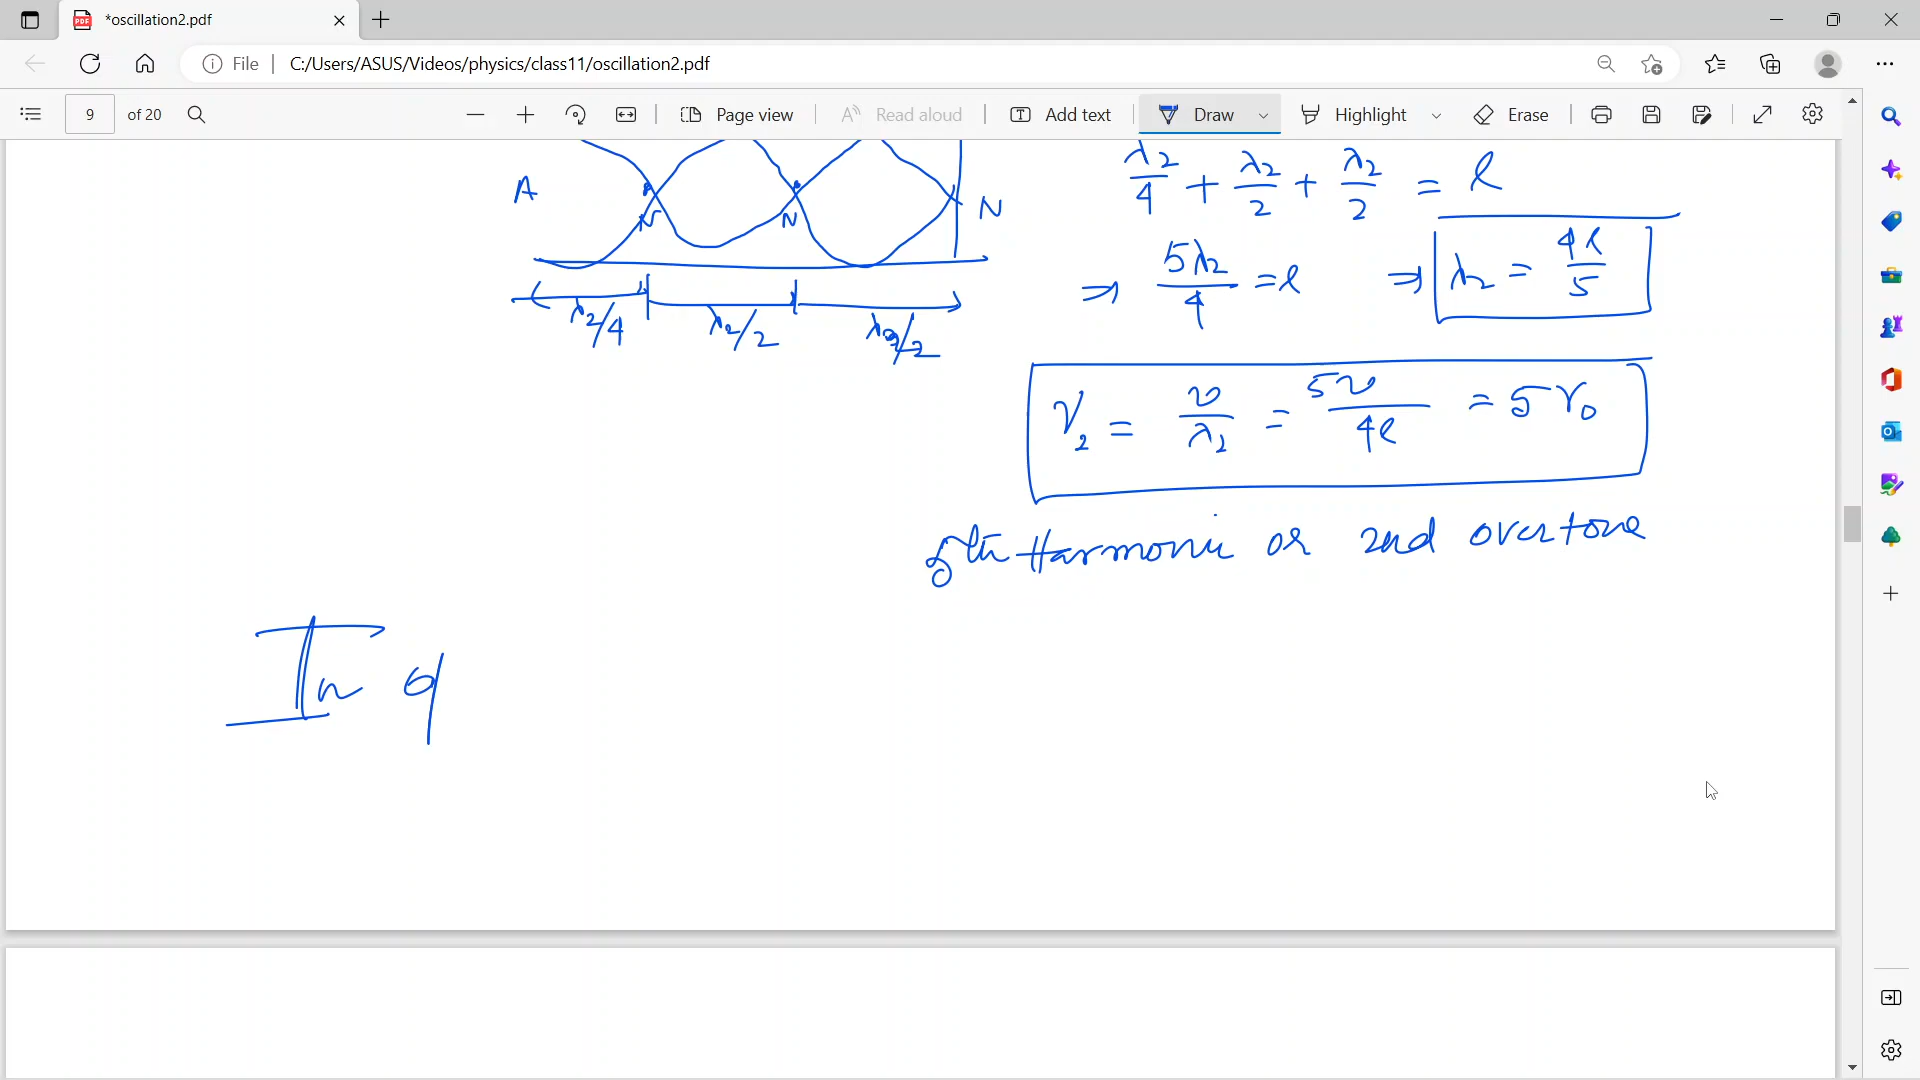 *oscillation2.pdf
File C:/Users/ASUS/Videos/physics/class11/oscillation2.pdf
9 of 20 Page view Read aloud Add text Draw Highlight Erase
A N N N
λ2/4 λ2/2 λ2/2
λ2/4 + λ2/2 + λ2/2 = l
⇒ 5λ2/4 = l ⇒ λ2 = 4l/5
ν2 = v/λ2 = 5v/4l = 5ν0
5th Harmonic or 2nd overtone
In